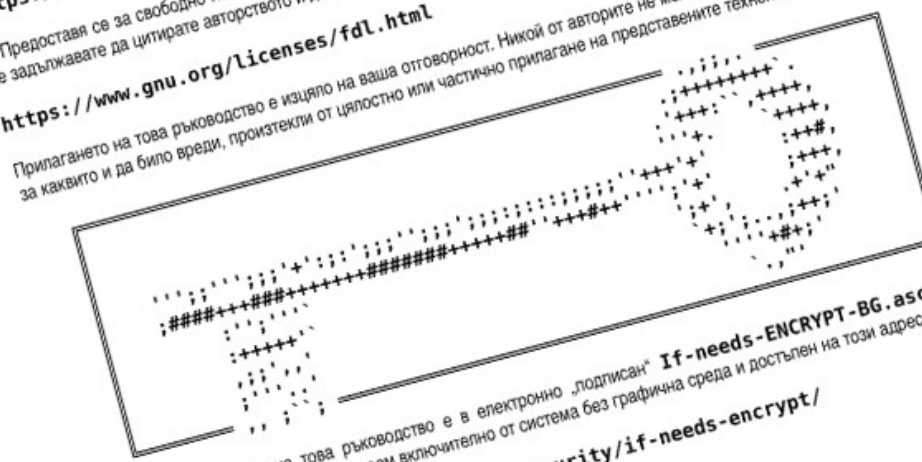 Предоставя се за свободно
задължавате да цитирате авторството
https://www.gnu.org/licenses/fdl.html
Прилагането на това ръководство е изцяло на ваша отговорност. Никой от авторите не
за каквито и да било вреди, произтекли от цялостно или частично прилагане на представените
това ръководство е в електронно „подписан“ If-needs-ENCRYPT-BG.asc
включително от система без графична среда и достъпен на този адрес
/if-needs-encrypt/